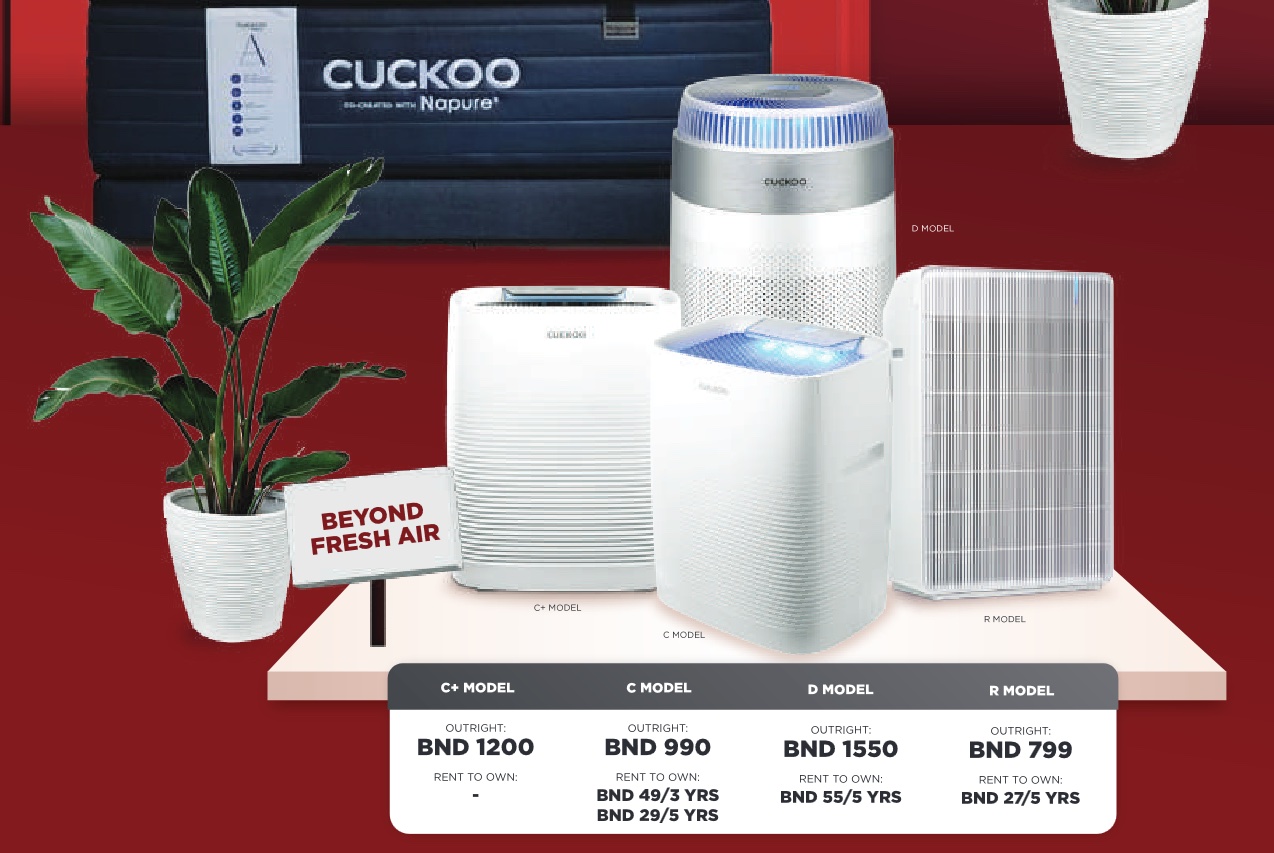 CUCKOO
CO-CREATED WITH Napure®
CUCKOO
D MODEL
CUCKOO
CUCKOO
BEYOND
FRESH AIR
C+ MODEL
C MODEL
R MODEL
C+ MODEL
OUTRIGHT:
BND 1200
RENT TO OWN:
-
C MODEL
OUTRIGHT:
BND 990
RENT TO OWN:
BND 49/3 YRS
BND 29/5 YRS
D MODEL
OUTRIGHT:
BND 1550
RENT TO OWN:
BND 55/5 YRS
R MODEL
OUTRIGHT:
BND 799
RENT TO OWN:
BND 27/5 YRS